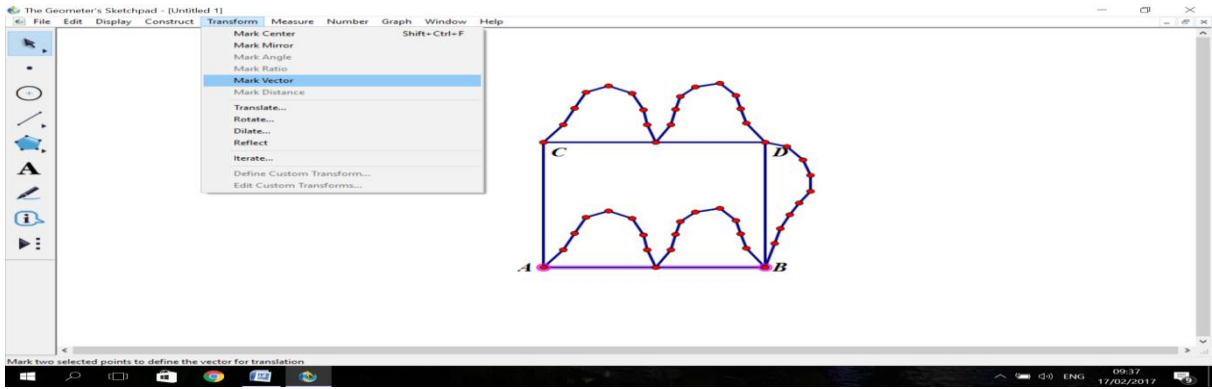 The Geometer's Sketchpad - [Untitled 1]
File Edit Display Construct Transform Measure Number Graph Window Help
Mark Center Shift+Ctrl+F
Mark Mirror
Mark Angle
Mark Ratio
Mark Vector
Mark Distance
Translate...
Rotate...
Dilate...
Reflect
Iterate...
Define Custom Transform...
Edit Custom Transforms...
A
C
D
A
B
Mark two selected points to define the vector for translation
ENG
09:37
17/02/2017